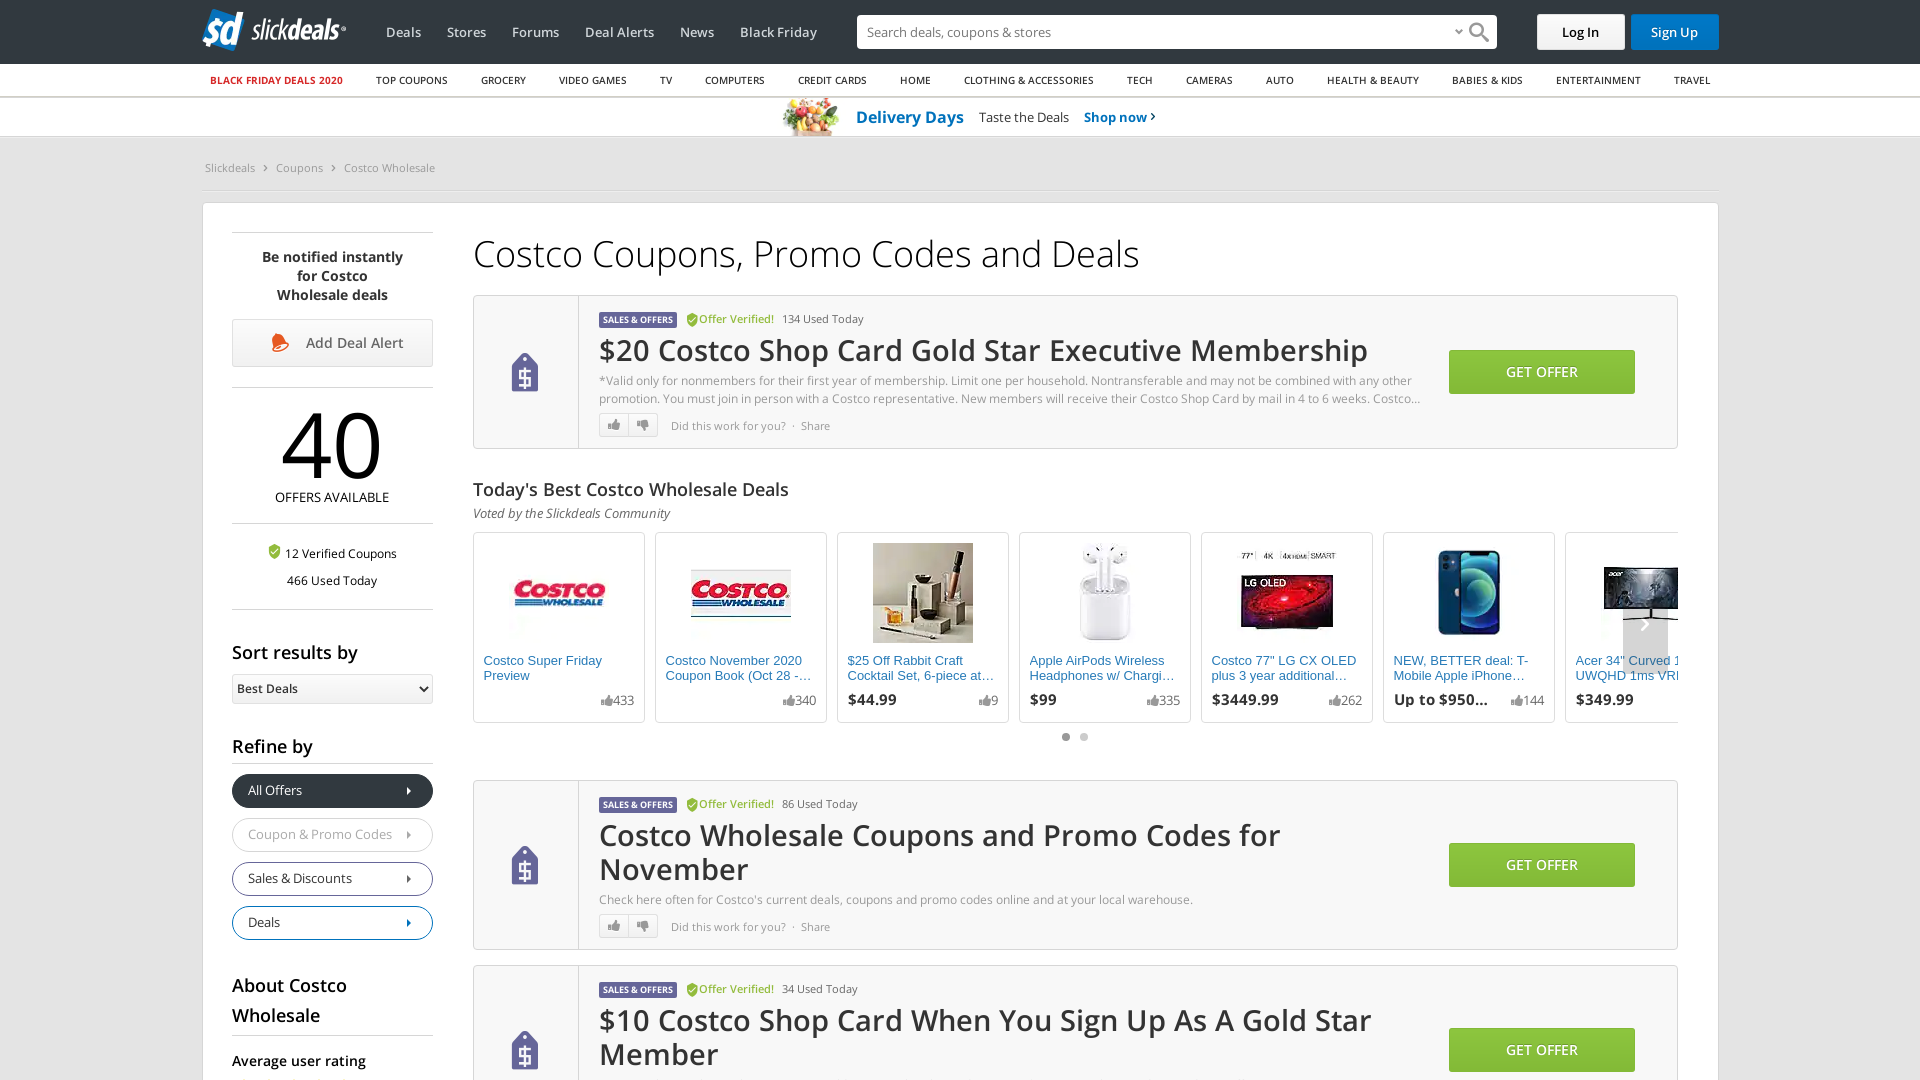 sd slickdeals
Deals Stores Forums Deal Alerts News Black Friday
Search deals, coupons & stores
Log In
Sign Up
BLACK FRIDAY DEALS 2020 TOP COUPONS GROCERY VIDEO GAMES TV COMPUTERS CREDIT CARDS HOME CLOTHING & ACCESSORIES TECH CAMERAS AUTO HEALTH & BEAUTY BABIES & KIDS ENTERTAINMENT TRAVEL
Delivery Days Taste the Deals Shop now
Slickdeals Coupons Costco Wholesale
Be notified instantly
for Costco
Wholesale deals
Add Deal Alert
40
OFFERS AVAILABLE
12 Verified Coupons
466 Used Today
Sort results by
Best Deals
Refine by
All Offers
Coupon & Promo Codes
Sales & Discounts
Deals
About Costco
Wholesale
Average user rating
Costco Coupons, Promo Codes and Deals
SALES & OFFERS Offer Verified! 134 Used Today
$20 Costco Shop Card Gold Star Executive Membership
*Valid only for nonmembers for their first year of membership. Limit one per household. Nontransferable and may not be combined with any other
promotion. You must join in person with a Costco representative. New members will receive their Costco Shop Card by mail in 4 to 6 weeks. Costco...
Did this work for you? · Share
GET OFFER
Today's Best Costco Wholesale Deals
Voted by the Slickdeals Community
COSTCO
WHOLESALE
Costco Super Friday
Preview
433
COSTCO
WHOLESALE
Costco November 2020
Coupon Book (Oct 28 -...
340
$25 Off Rabbit Craft
Cocktail Set, 6-piece at...
$44.99
9
Apple AirPods Wireless
Headphones w/ Chargi...
$99
335
77" 4K 4xHDMI SMART
LG OLED
Costco 77" LG CX OLED
plus 3 year additional...
$3449.99
262
NEW, BETTER deal: T-
Mobile Apple iPhone...
Up to $950...
144
acer
Acer 34" Curved
UWQHD 1ms
$349.99
SALES & OFFERS Offer Verified! 86 Used Today
Costco Wholesale Coupons and Promo Codes for
November
Check here often for Costco's current deals, coupons and promo codes online and at your local warehouse.
Did this work for you? · Share
GET OFFER
SALES & OFFERS Offer Verified! 34 Used Today
$10 Costco Shop Card When You Sign Up As A Gold Star
Member
GET OFFER